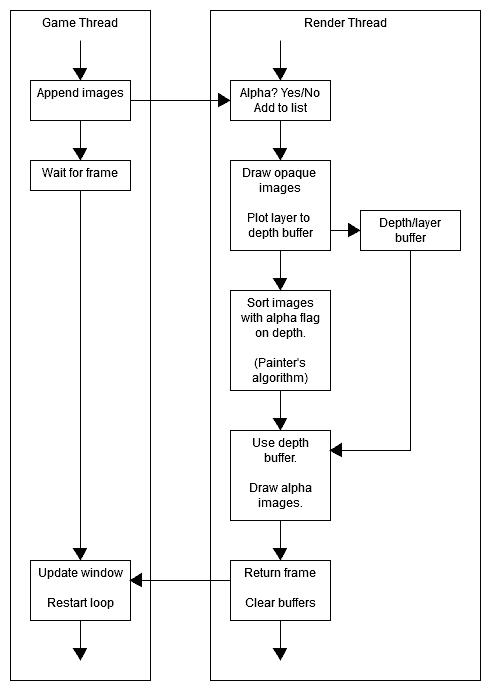 Game Thread
Render Thread
Append images
Alpha? Yes/No
Add to list
Wait for frame
Draw opaque
images
Plot layer to
depth buffer
Depth/layer
buffer
Sort images
with alpha flag
on depth.
(Painter's
algorithm)
Use depth
buffer.
Draw alpha
images.
Update window
Restart loop
Return frame
Clear buffers